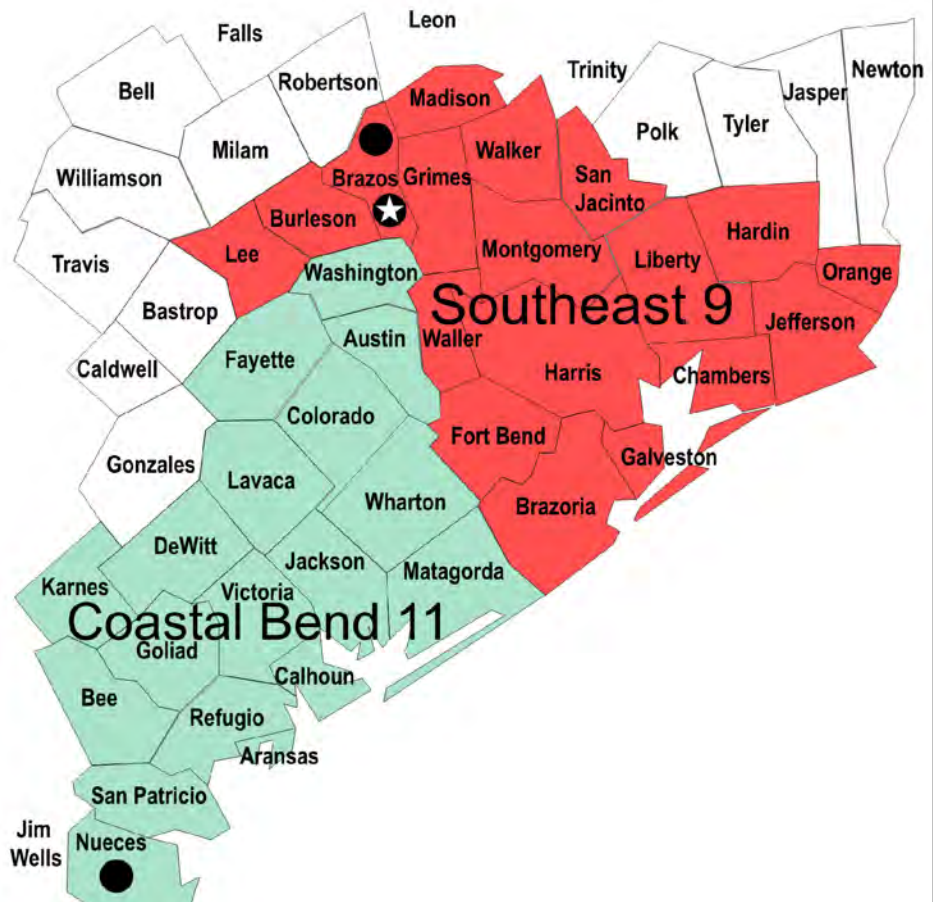 Leon
Falls
Robertson
Trinity
Newton
Bell
Madison
Jasper
Milam
Walker
Polk
Tyler
Williamson
Brazos
Grimes
San
Jacinto
Burleson
Hardin
Lee
Montgomery
Liberty
Travis
Washington
Orange
Bastrop
Southeast 9
Austin
Waller
Jefferson
Caldwell
Fayette
Harris
Chambers
Colorado
Fort Bend
Galveston
Gonzales
Lavaca
Wharton
Brazoria
DeWitt
Jackson
Matagorda
Karnes
Victoria
Coastal Bend 11
Goliad
Calhoun
Bee
Refugio
Aransas
San Patricio
Jim
Wells
Nueces